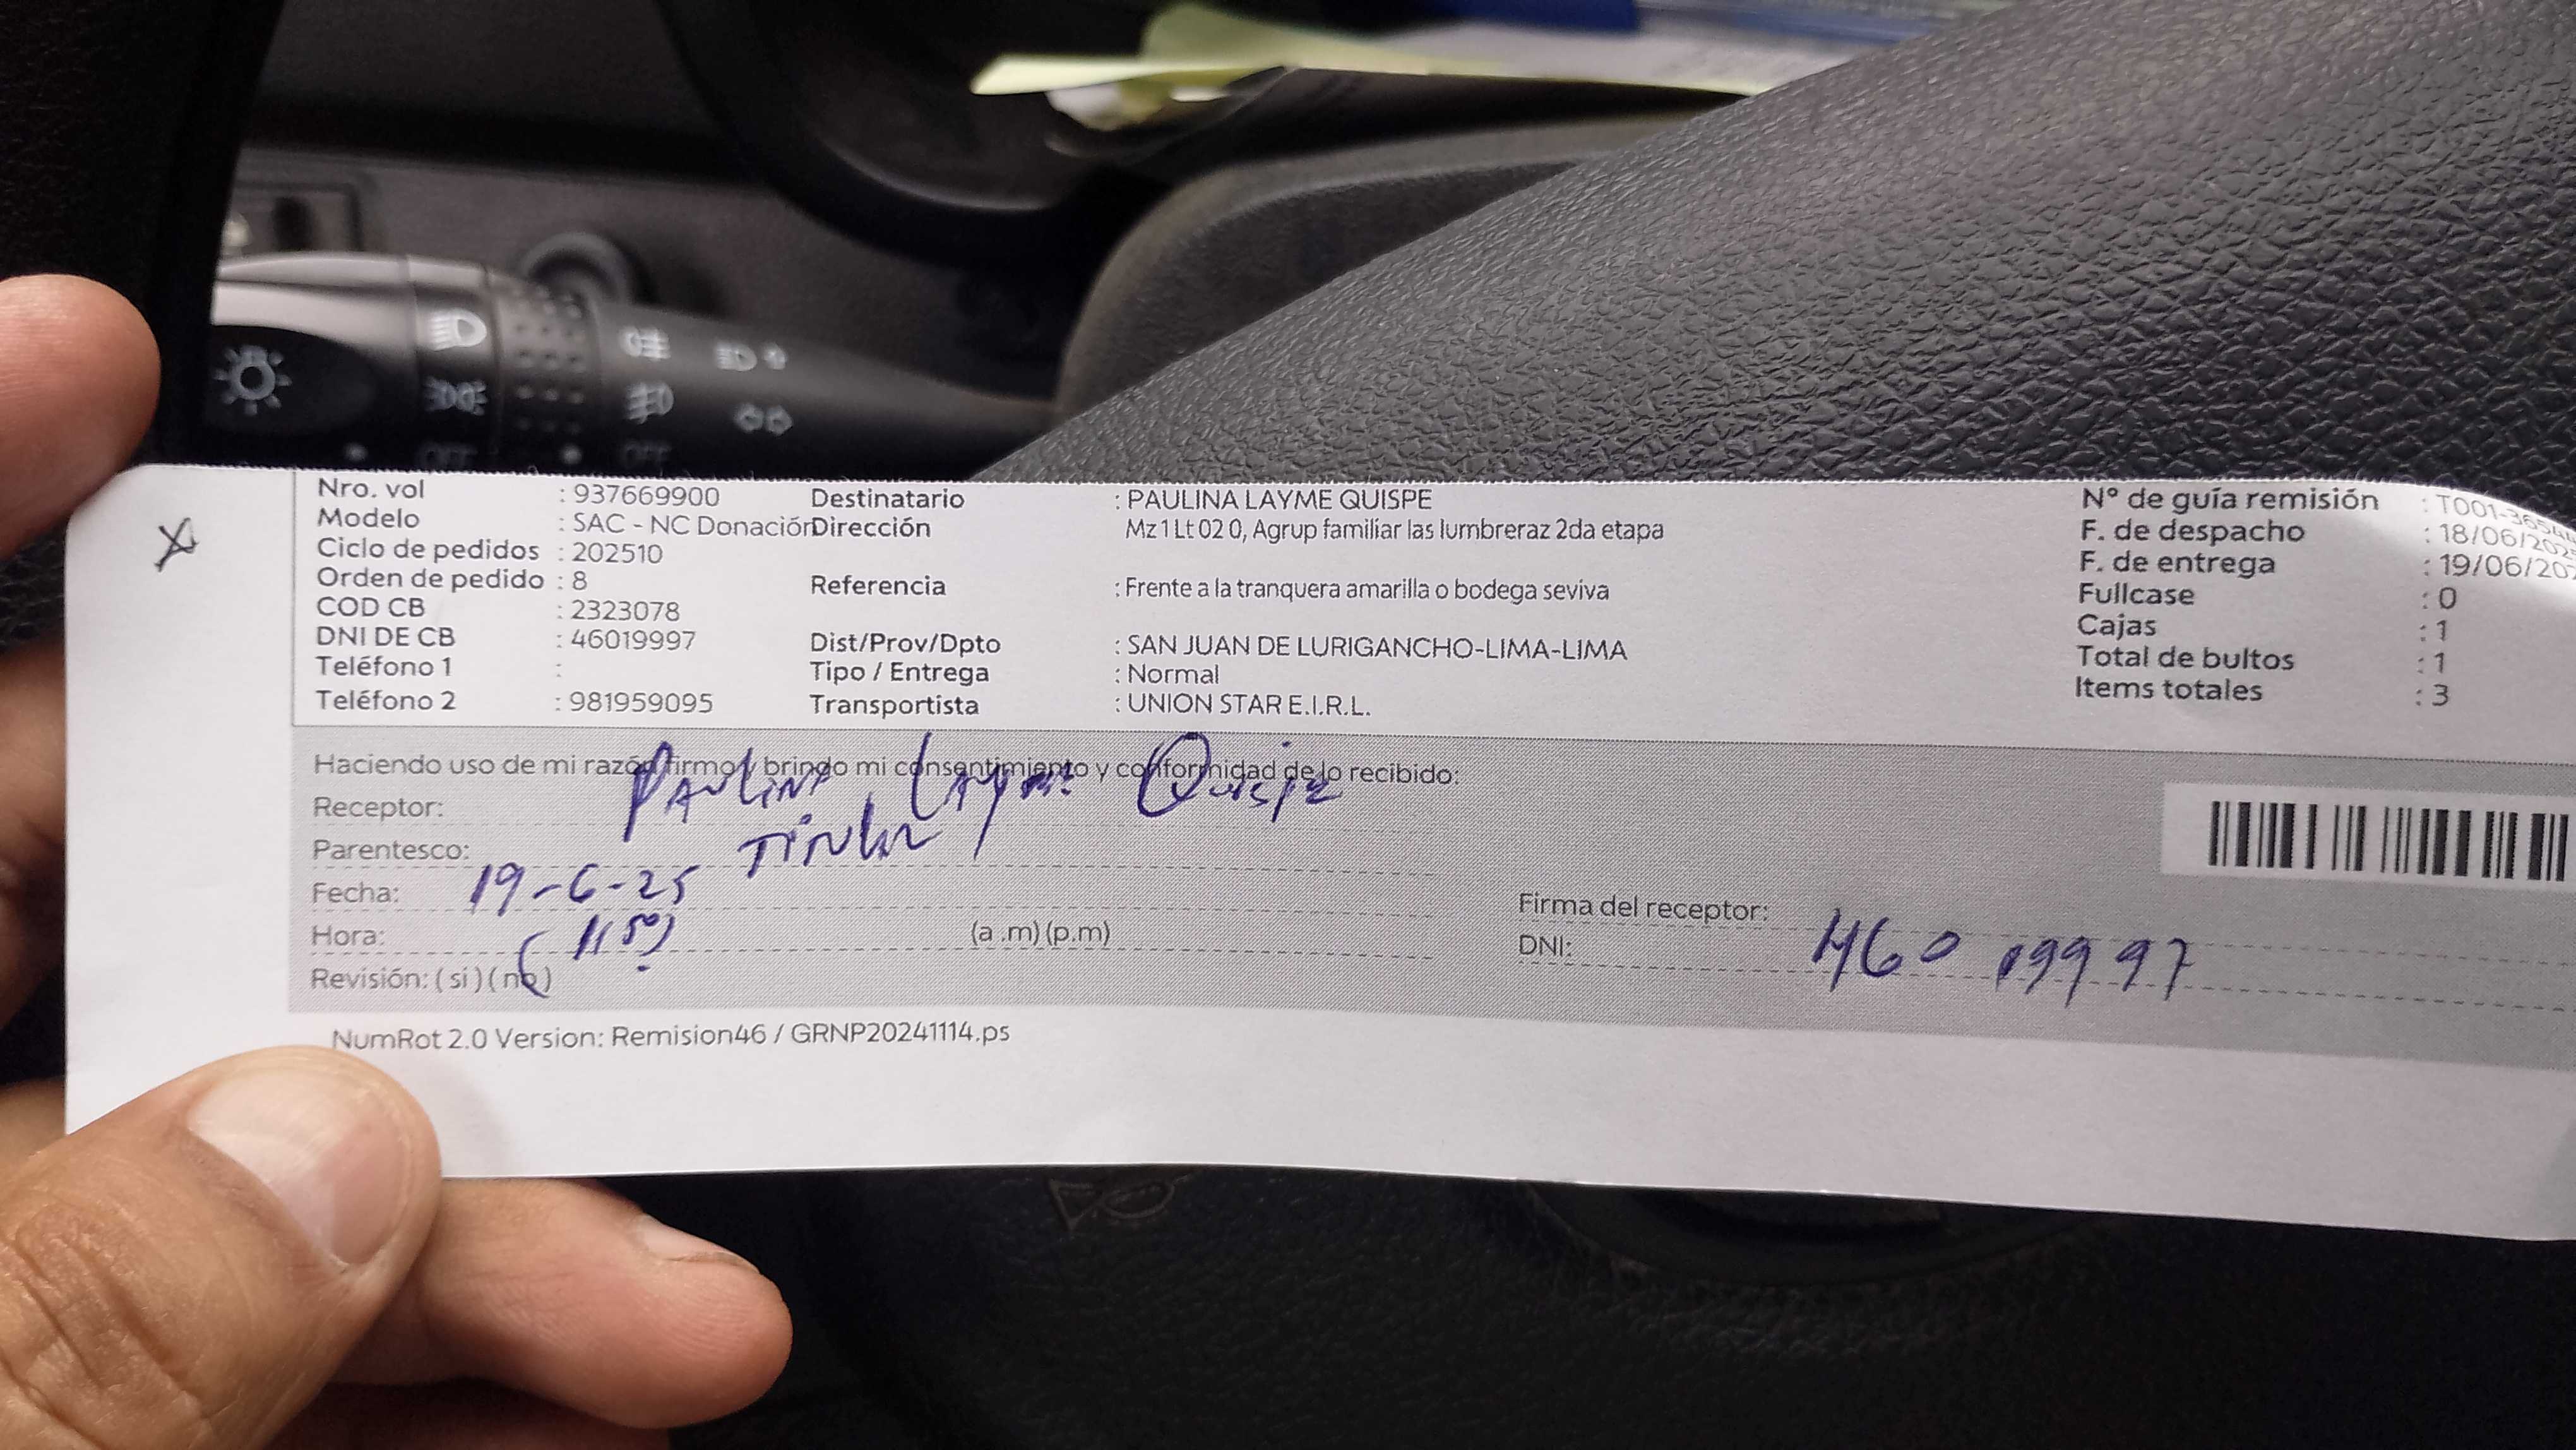 Nro. vol : 937669900
Modelo : SAC - NC Donación
Ciclo de pedidos : 202510
Orden de pedido : 8
COD CB : 2323078
DNI DE CB : 46019997
Teléfono 1 :
Teléfono 2 : 981959095
Destinatario : PAULINA LAYME QUISPE
Dirección Mz 1 Lt 02 0, Agrup familiar las lumbreraz 2da etapa
Referencia : Frente a la tranquera amarilla o bodega seviva
Dist/Prov/Dpto : SAN JUAN DE LURIGANCHO-LIMA-LIMA
Tipo / Entrega : Normal
Transportista : UNION STAR E.I.R.L.
N° de guía remisión : T001-
F. de despacho : 18/06/202
F. de entrega : 19/06/202
Fullcase : 0
Cajas : 1
Total de bultos : 1
Items totales : 3
Haciendo uso de mi razón firmo y brindo mi consentimiento y conformidad de lo recibido:
Receptor: Paulina Layme Quispe
Parentesco: Titular
Fecha: 19-6-25
Hora: 1150 (a .m) (p.m)
Revisión: ( si ) ( no )
Firma del receptor:
DNI: 46019997
NumRot 2.0 Version: Remision46 / GRNP20241114.ps
OFF
OFF